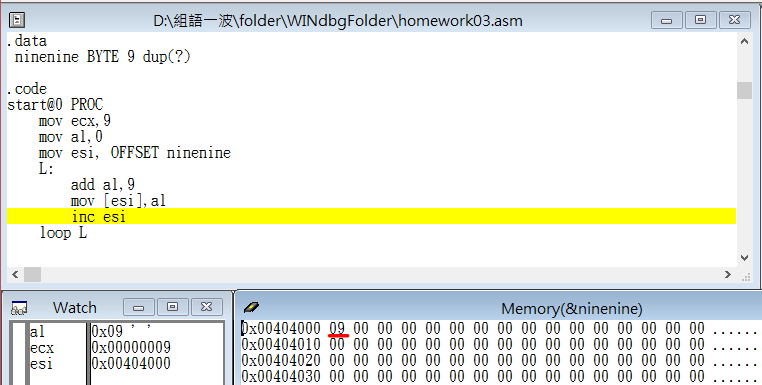 D:\組語一波\folder\WINdbgFolder\homework03.asm
.data
ninenine BYTE 9 dup(?)
.code
start@0 PROC
mov ecx,9
mov al,0
mov esi, OFFSET ninenine
L:
add al,9
mov [esi],al
inc esi
loop L
Watch
al 0x09 ' '
ecx 0x00000009
esi 0x00404000
Memory(&ninenine)
0x00404000 09 00 00 00 00 00 00 00 00 00 00 00 00 00 00 00 ......
0x00404010 00 00 00 00 00 00 00 00 00 00 00 00 00 00 00 00 ......
0x00404020 00 00 00 00 00 00 00 00 00 00 00 00 00 00 00 00 ......
0x00404030 00 00 00 00 00 00 00 00 00 00 00 00 00 00 00 00 ......